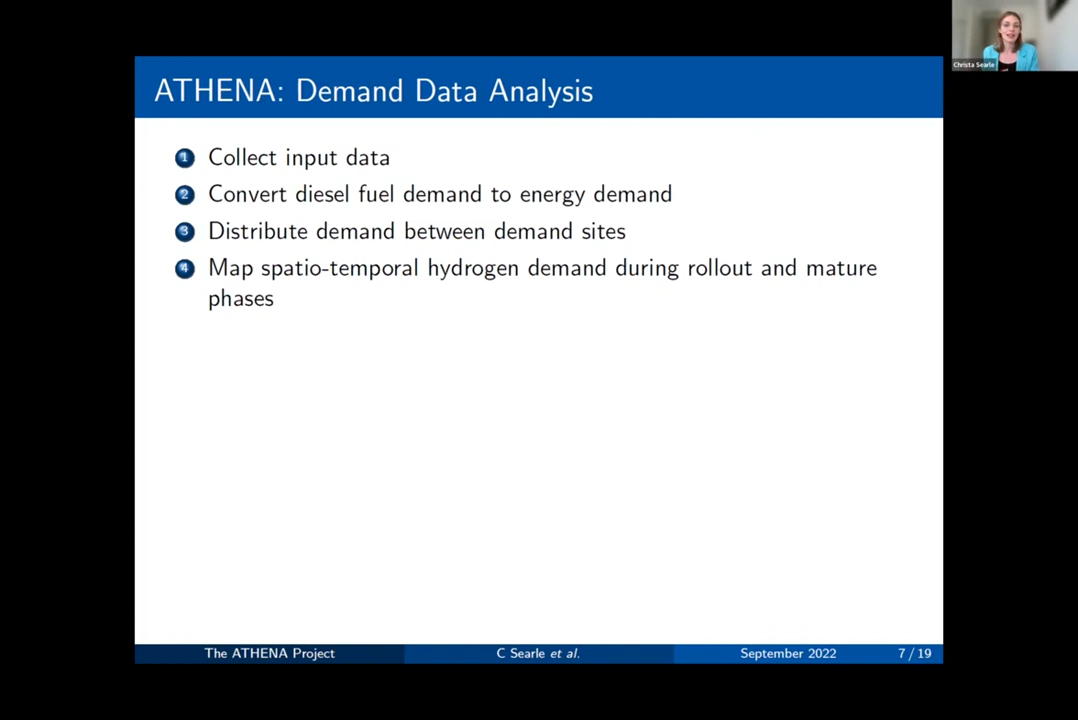 Christa Searle
ATHENA: Demand Data Analysis
1 Collect input data
2 Convert diesel fuel demand to energy demand
3 Distribute demand between demand sites
4 Map spatio-temporal hydrogen demand during rollout and mature
phases
The ATHENA Project C Searle et al. September 2022 7 / 19